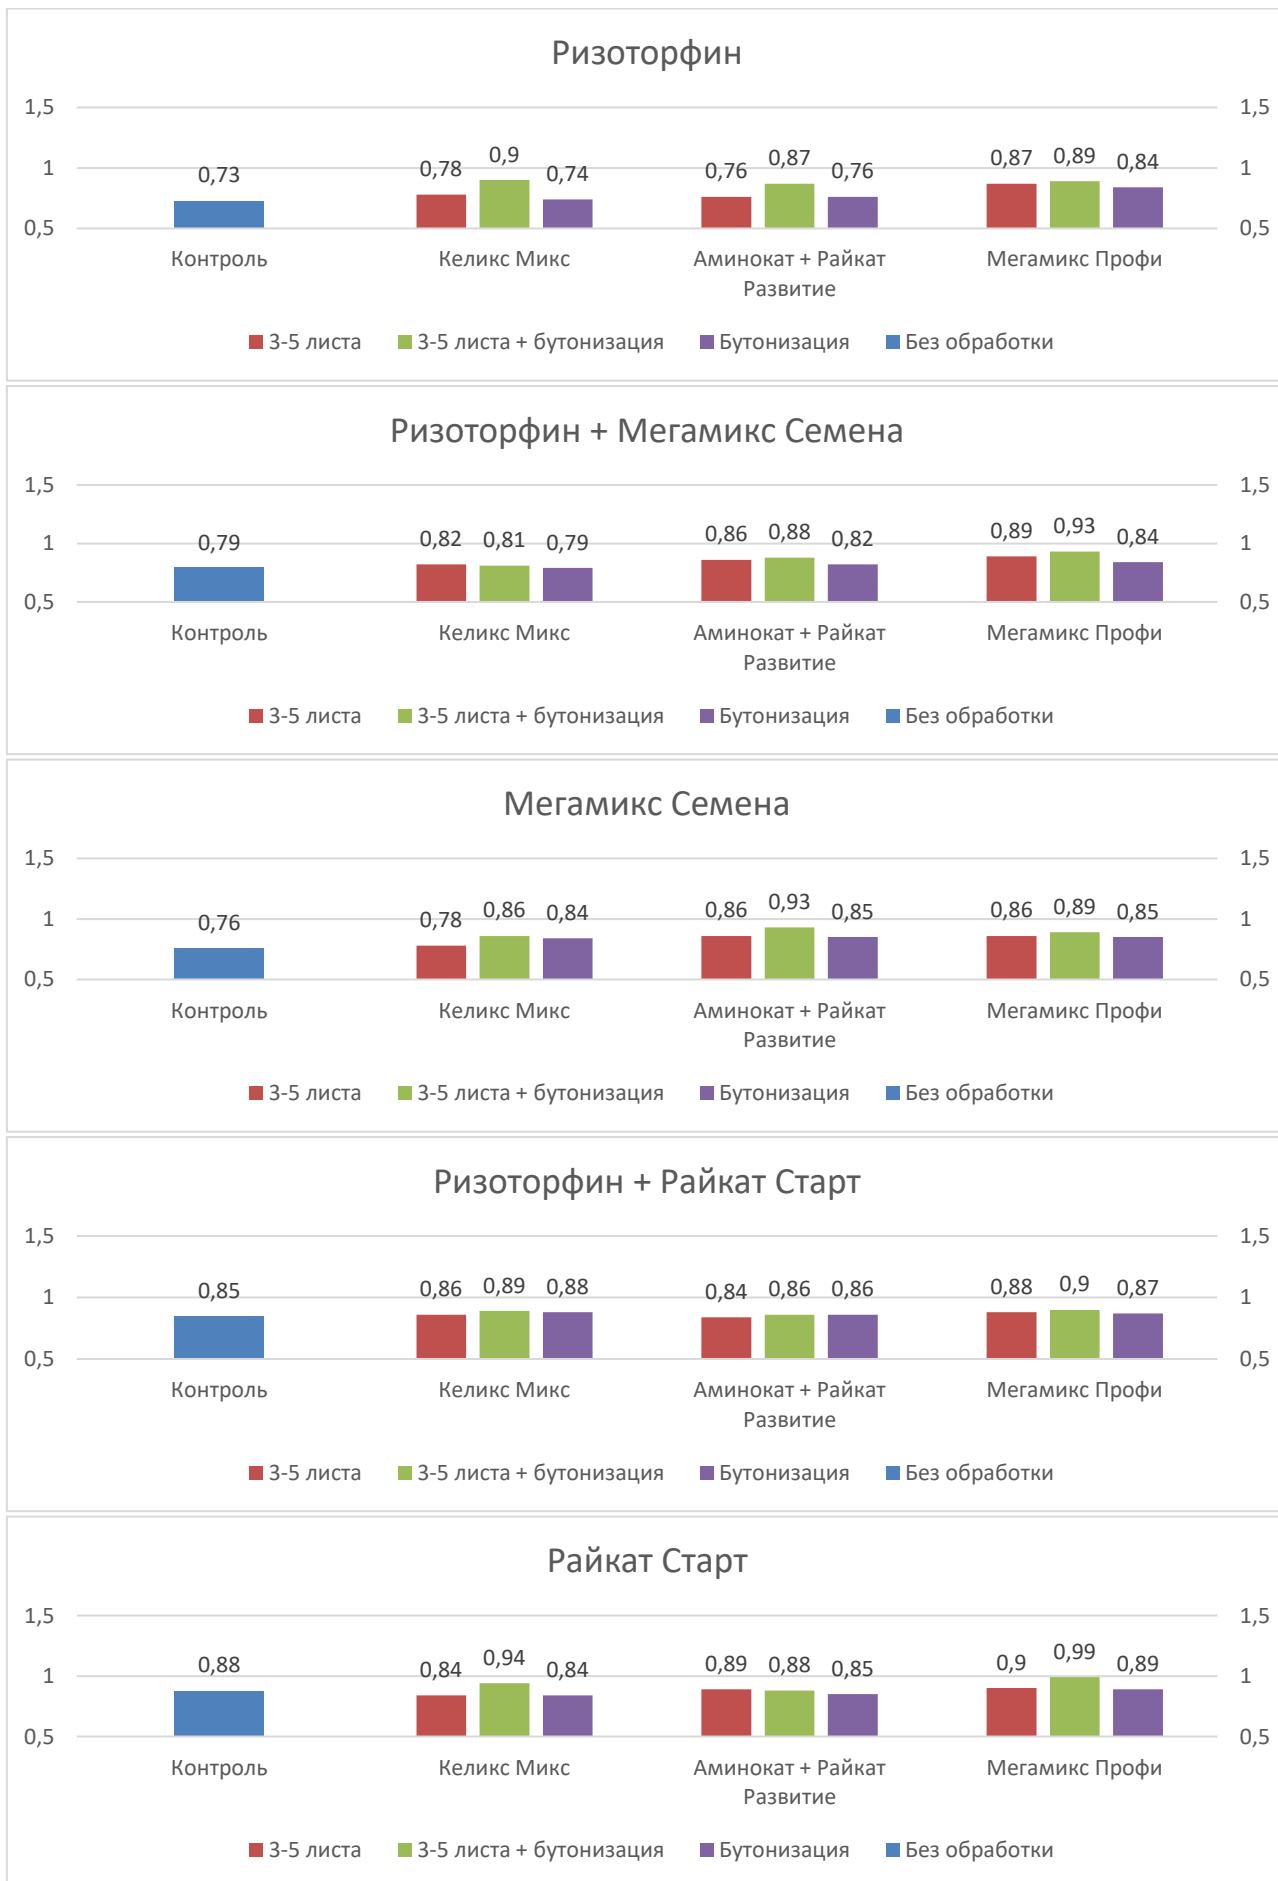 Ризоторфин
1,5 1,5
0,78 0,9 0,74 0,76 0,87 0,76 0,87 0,89 0,84
1 0,73 1
0,5 0,5
Контроль Келикс Микс Аминокат + Райкат Мегамикс Профи
Развитие
3-5 листа 3-5 листа + бутонизация Бутонизация Без обработки
Ризоторфин + Мегамикс Семена
1,5 1,5
0,82 0,81 0,79 0,86 0,88 0,82 0,89 0,93 0,84
1 0,79 1
0,5 0,5
Контроль Келикс Микс Аминокат + Райкат Мегамикс Профи
Развитие
3-5 листа 3-5 листа + бутонизация Бутонизация Без обработки
Мегамикс Семена
1,5 1,5
0,78 0,86 0,84 0,86 0,93 0,85 0,86 0,89 0,85
1 0,76 1
0,5 0,5
Контроль Келикс Микс Аминокат + Райкат Мегамикс Профи
Развитие
3-5 листа 3-5 листа + бутонизация Бутонизация Без обработки
Ризоторфин + Райкат Старт
1,5 1,5
0,85 0,86 0,89 0,88 0,84 0,86 0,86 0,88 0,9 0,87
1 1
0,5 0,5
Контроль Келикс Микс Аминокат + Райкат Мегамикс Профи
Развитие
3-5 листа 3-5 листа + бутонизация Бутонизация Без обработки
Райкат Старт
1,5 1,5
0,88 0,84 0,94 0,84 0,89 0,88 0,85 0,9 0,99 0,89
1 1
0,5 0,5
Контроль Келикс Микс Аминокат + Райкат Мегамикс Профи
Развитие
3-5 листа 3-5 листа + бутонизация Бутонизация Без обработки